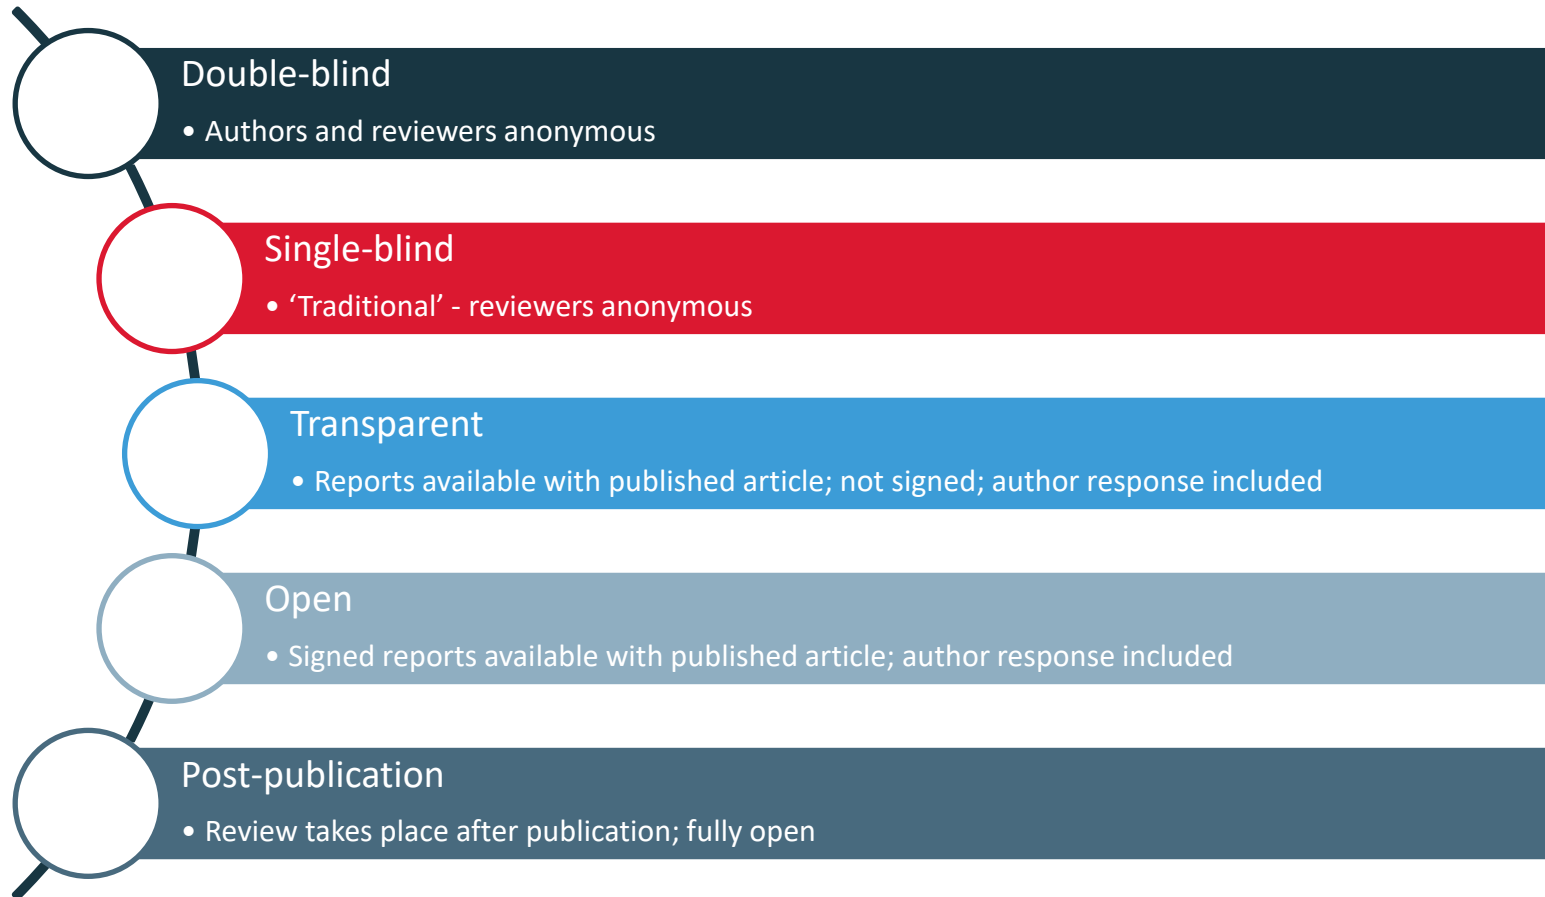 Double-blind
• Authors and reviewers anonymous
Single-blind
• ‘Traditional’ - reviewers anonymous
Transparent
• Reports available with published article; not signed; author response included
Open
• Signed reports available with published article; author response included
Post-publication
• Review takes place after publication; fully open